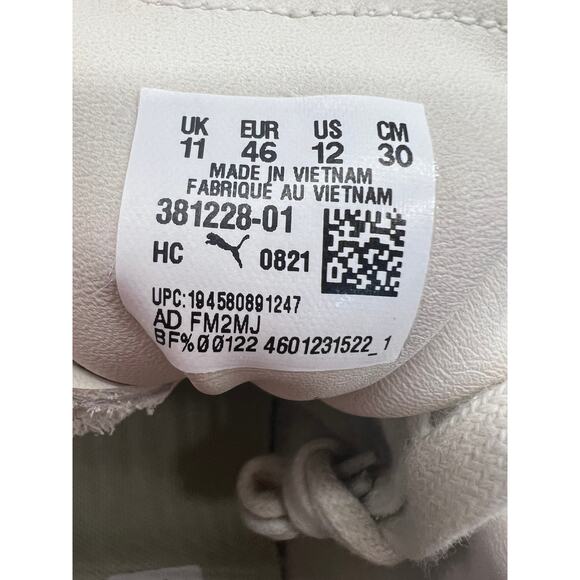 UK EUR US CM
11 46 12 30
MADE IN VIETNAM
FABRIQUÉ AU VIETNAM
381228-01
HC 0821
UPC:194580891247
AD FM2MJ
BF%00122 4601231522_1